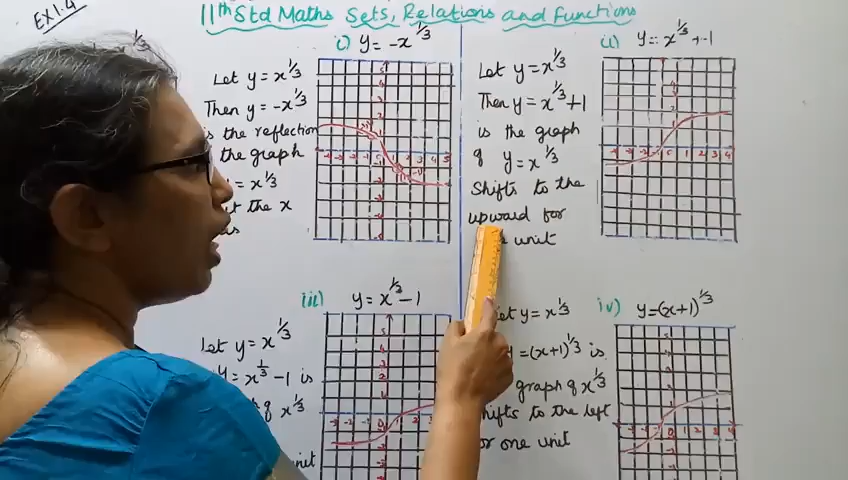 EX 1.4
11th Std Maths Sets, Relations and Functions
i) y = -x^1/3
Let y = x^1/3
Then y = -x^1/3
is the reflection
the graph
= x^1/3
the x
ii) y = x^1/3 + 1
Let y = x^1/3
Then y = x^1/3 + 1
is the graph
of y = x^1/3
Shifts to the
upward for
unit
iii) y = x^1/3 - 1
Let y = x^1/3
y = x^1/3 - 1 is
x^1/3
unit
iv) y = (x+1)^1/3
Let y = x^1/3
y = (x+1)^1/3 is
graph of x^1/3
Shifts to the left
for one unit